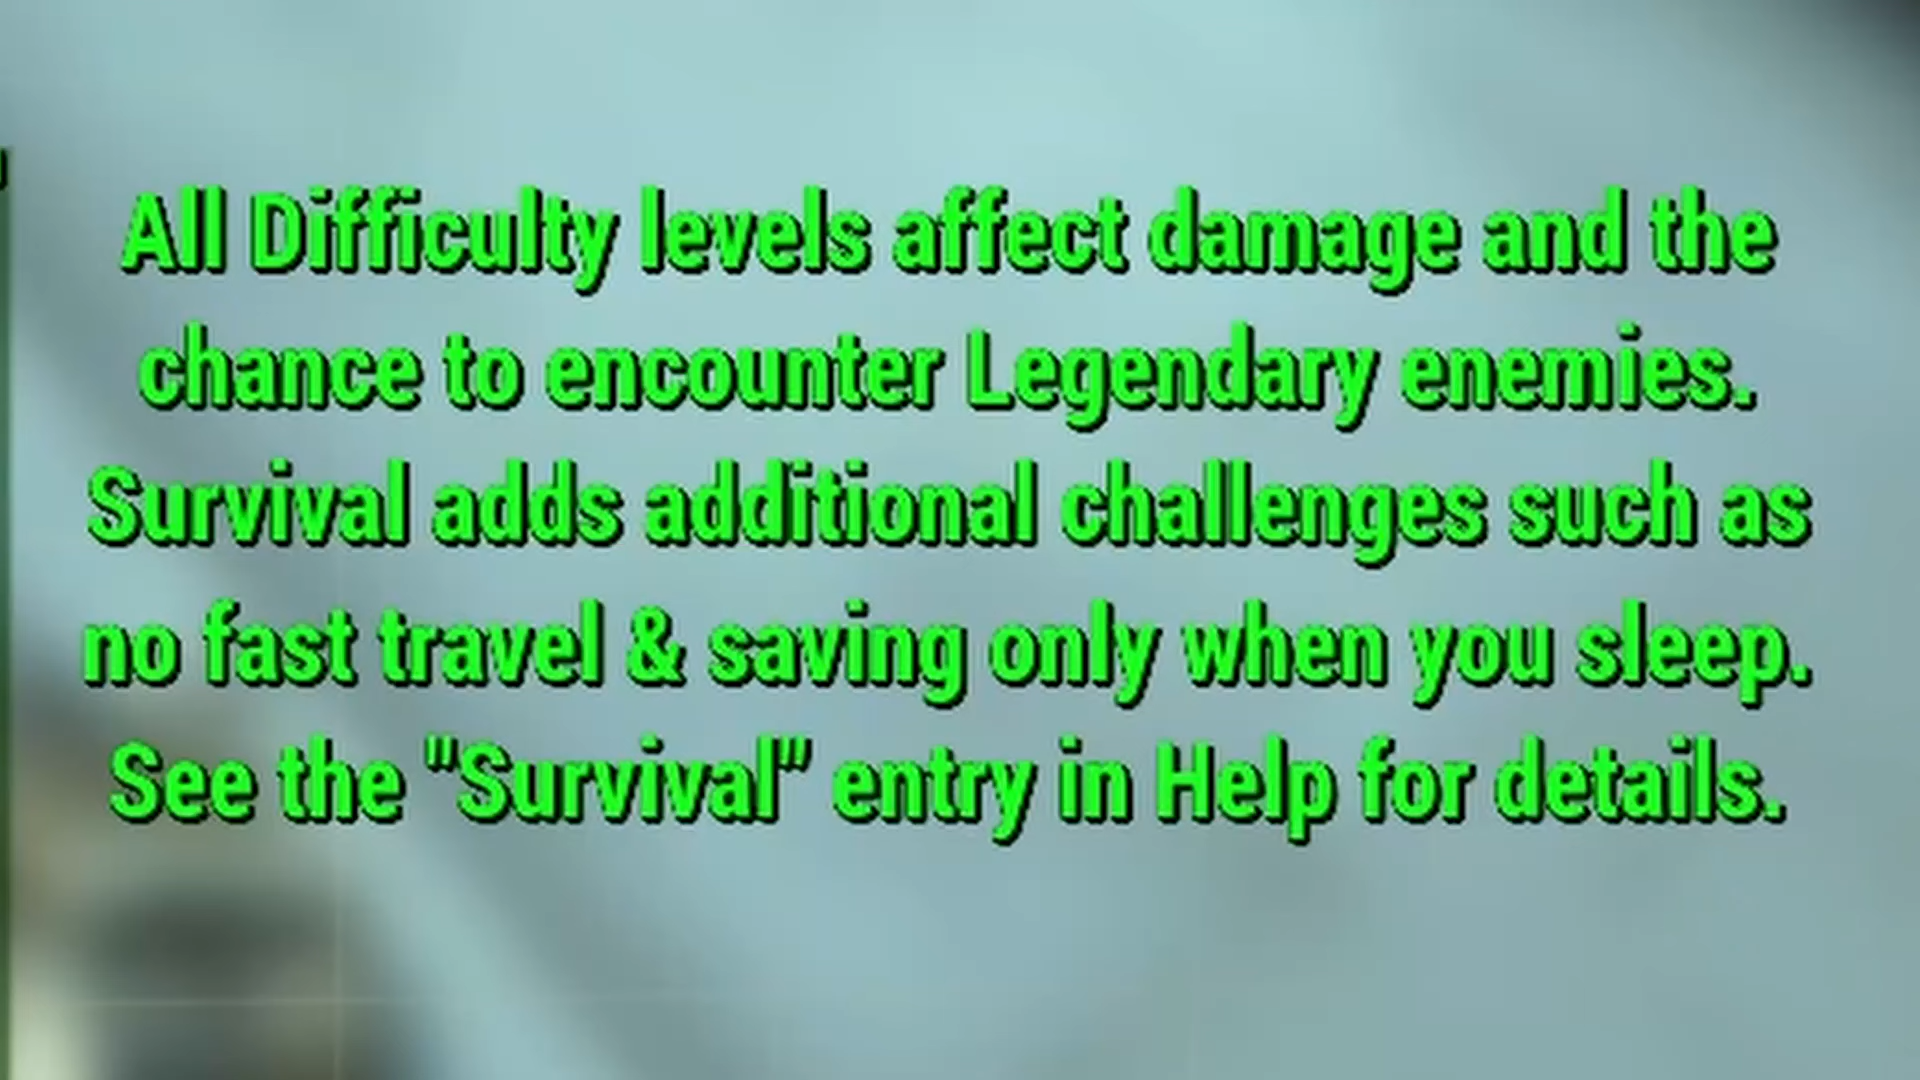 All Difficulty levels affect damage and the
chance to encounter Legendary enemies.
Survival adds additional challenges such as
no fast travel & saving only when you sleep.
See the "Survival" entry in Help for details.